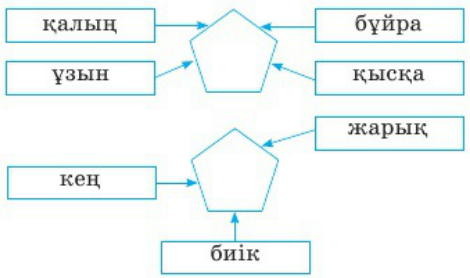 қалың
бұйра
ұзын
қысқа
жарық
кең
биік